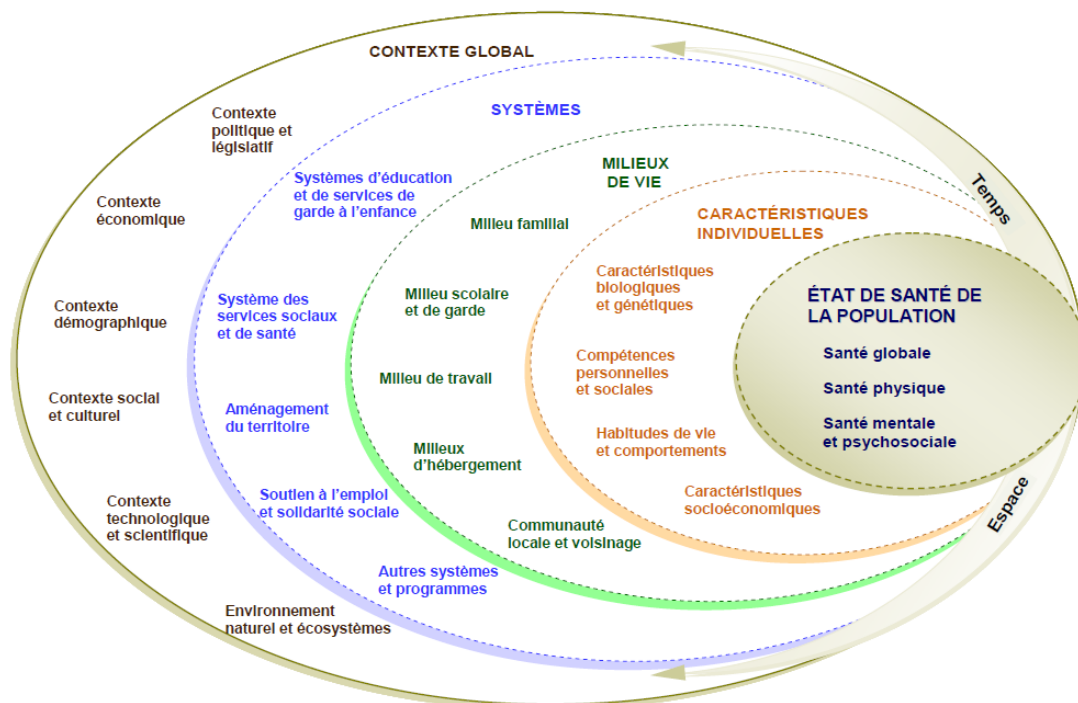 CONTEXTE GLOBAL
Contexte
politique et
législatif
Contexte
économique
Contexte
démographique
Contexte social
et culturel
Contexte
technologique
et scientifique
Environnement
naturel et écosystèmes
SYSTÈMES
Systèmes d'éducation
et de services de
garde à l'enfance
Système des
services sociaux
et de santé
Aménagement
du territoire
Soutien à l'emploi
et solidarité sociale
Autres systèmes
et programmes
MILIEUX
DE VIE
Milieu familial
Milieu scolaire
et de garde
Milieu de travail
Milieux
d'hébergement
Communauté
locale et voisinage
CARACTÉRISTIQUES
INDIVIDUELLES
Caractéristiques
biologiques
et génétiques
Compétences
personnelles
et sociales
Habitudes de vie
et comportements
Caractéristiques
socioéconomiques
ÉTAT DE SANTÉ DE
LA POPULATION
Santé globale
Santé physique
Santé mentale
et psychosociale
Temps
Espace